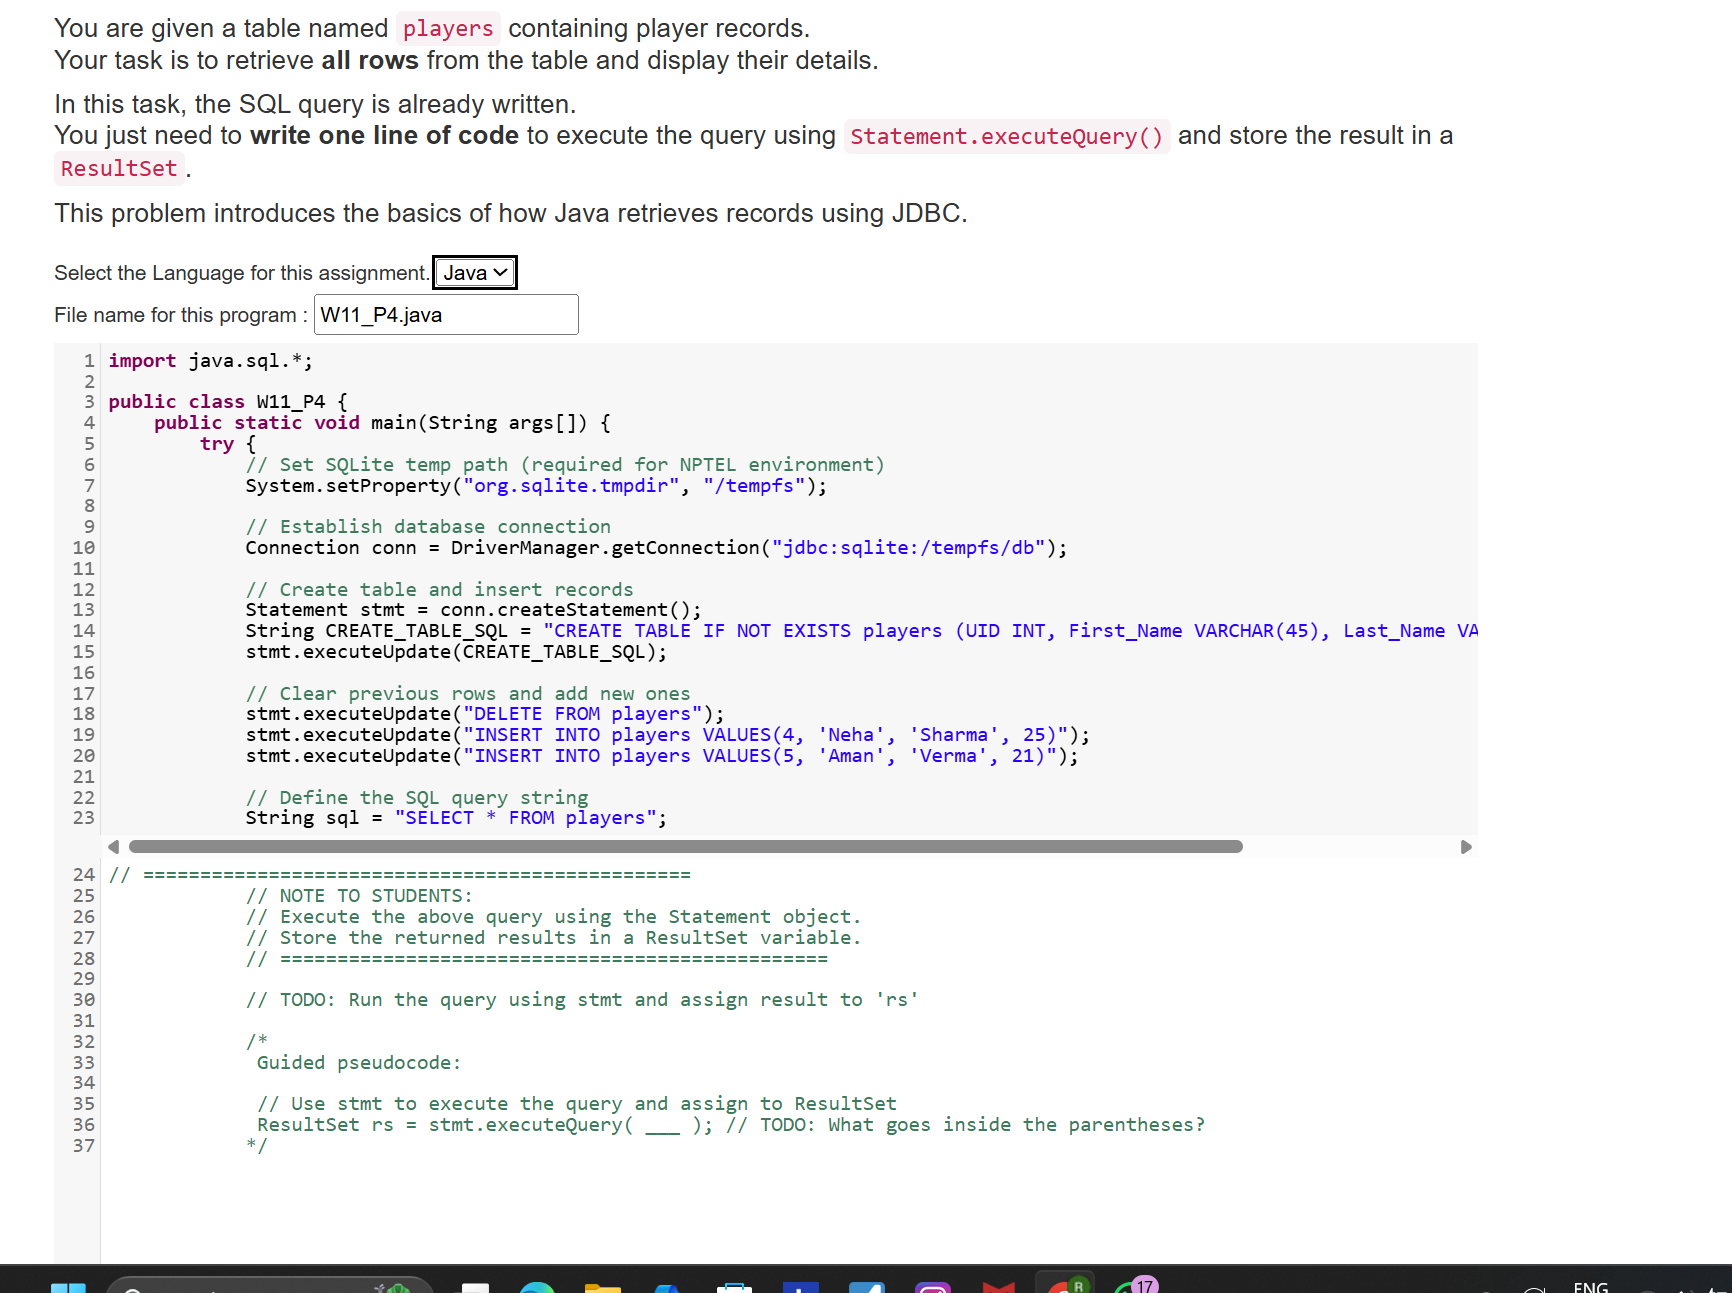 You are given a table named players containing player records.
Your task is to retrieve all rows from the table and display their details.
In this task, the SQL query is already written.
You just need to write one line of code to execute the query using Statement.executeQuery() and store the result in a
ResultSet .
This problem introduces the basics of how Java retrieves records using JDBC.
Select the Language for this assignment. Java
File name for this program : W11_P4.java
1 import java.sql.*;
2
3 public class W11_P4 {
4 public static void main(String args[]) {
5 try {
6 // Set SQLite temp path (required for NPTEL environment)
7 System.setProperty("org.sqlite.tmpdir", "/tempfs");
8
9 // Establish database connection
10 Connection conn = DriverManager.getConnection("jdbc:sqlite:/tempfs/db");
11
12 // Create table and insert records
13 Statement stmt = conn.createStatement();
14 String CREATE_TABLE_SQL = "CREATE TABLE IF NOT EXISTS players (UID INT, First_Name VARCHAR(45), Last_Name VA
15 stmt.executeUpdate(CREATE_TABLE_SQL);
16
17 // Clear previous rows and add new ones
18 stmt.executeUpdate("DELETE FROM players");
19 stmt.executeUpdate("INSERT INTO players VALUES(4, 'Neha', 'Sharma', 25)");
20 stmt.executeUpdate("INSERT INTO players VALUES(5, 'Aman', 'Verma', 21)");
21
22 // Define the SQL query string
23 String sql = "SELECT * FROM players";
24 // ================================================
25 // NOTE TO STUDENTS:
26 // Execute the above query using the Statement object.
27 // Store the returned results in a ResultSet variable.
28 // ================================================
29
30 // TODO: Run the query using stmt and assign result to 'rs'
31
32 /*
33 Guided pseudocode:
34
35 // Use stmt to execute the query and assign to ResultSet
36 ResultSet rs = stmt.executeQuery( ___ ); // TODO: What goes inside the parentheses?
37 */
R
17
ENG